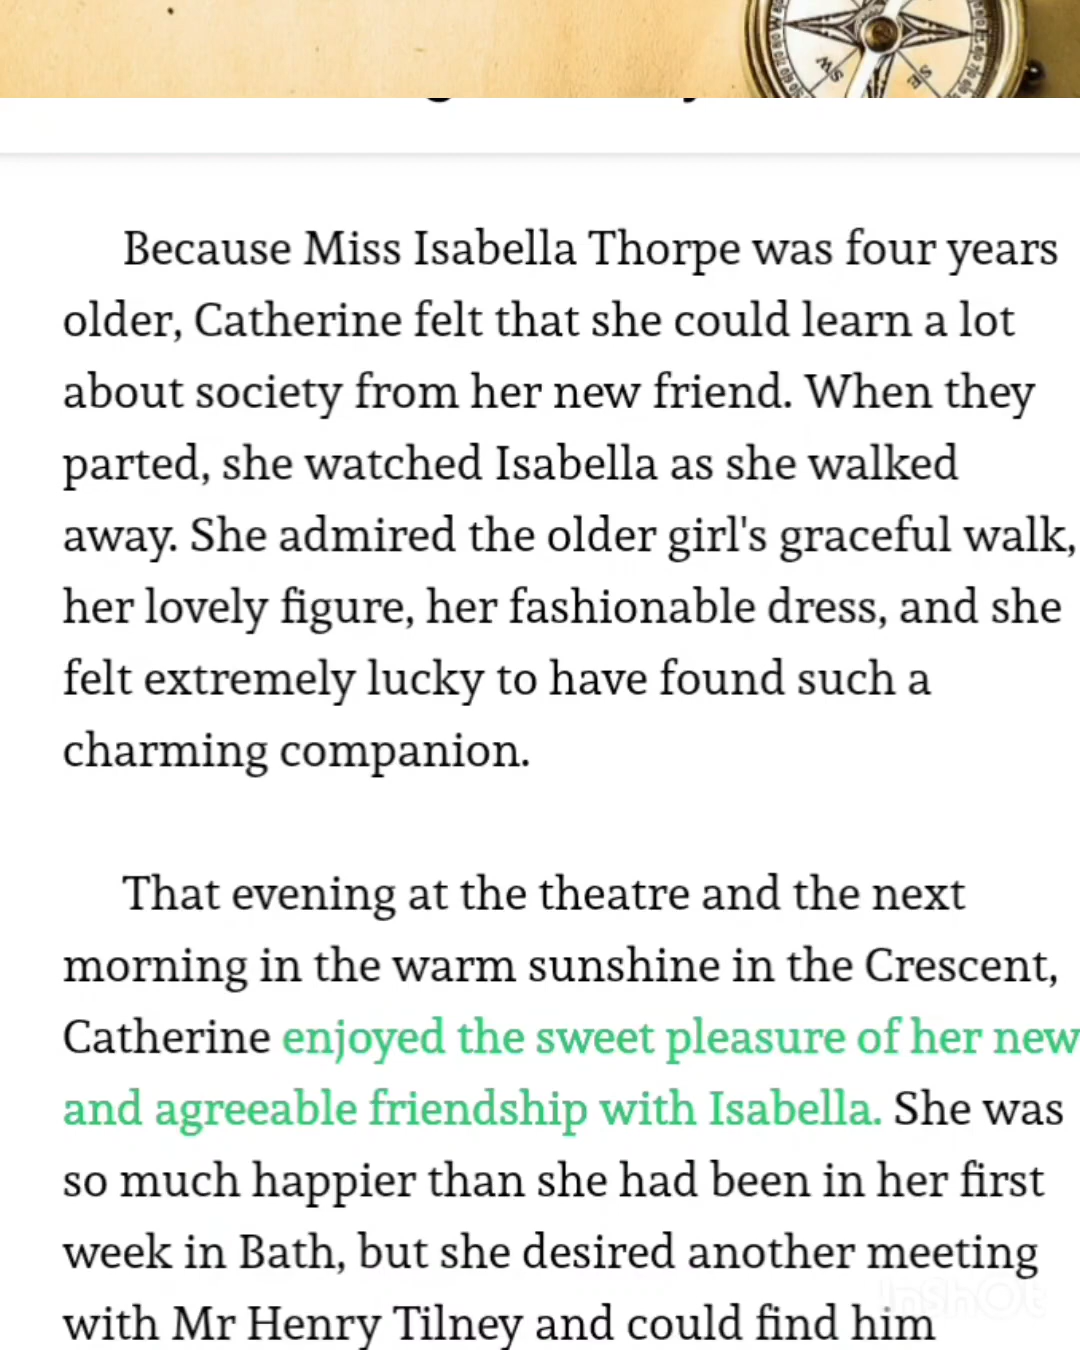 Because Miss Isabella Thorpe was four years
older, Catherine felt that she could learn a lot
about society from her new friend. When they
parted, she watched Isabella as she walked
away. She admired the older girl's graceful walk,
her lovely figure, her fashionable dress, and she
felt extremely lucky to have found such a
charming companion.
That evening at the theatre and the next
morning in the warm sunshine in the Crescent,
Catherine enjoyed the sweet pleasure of her new
and agreeable friendship with Isabella. She was
so much happier than she had been in her first
week in Bath, but she desired another meeting
with Mr Henry Tilney and could find him
InShOt